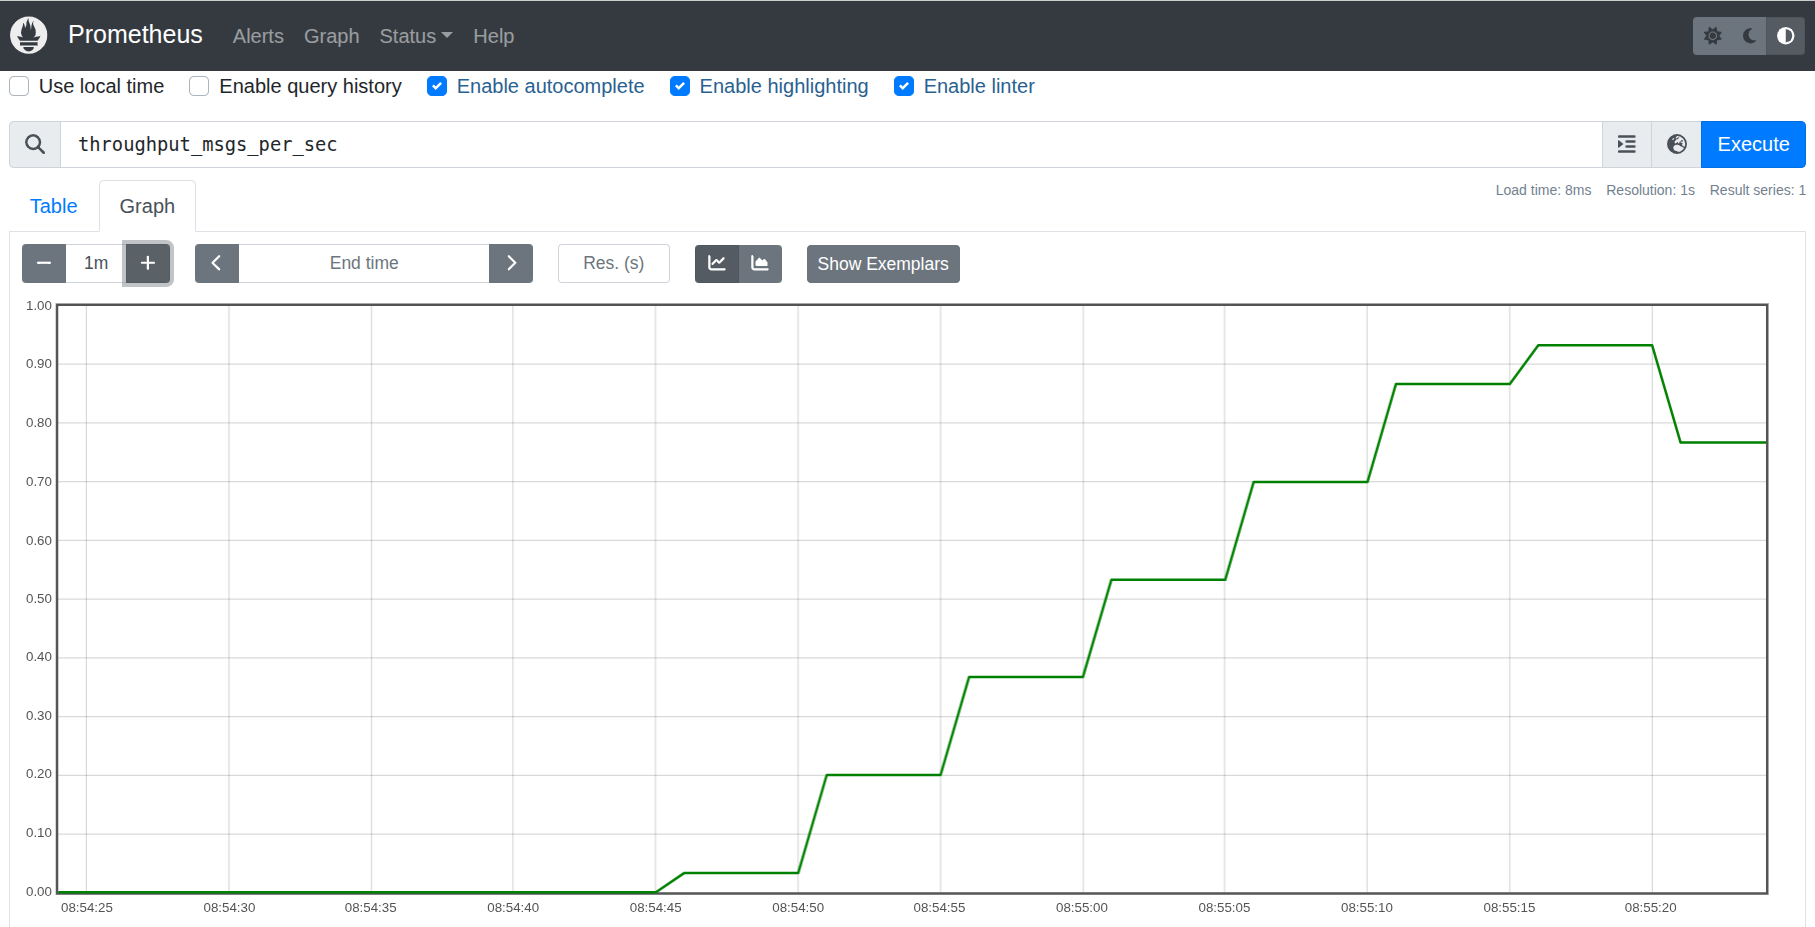 Prometheus Alerts Graph Status Help
Use local time Enable query history Enable autocomplete Enable highlighting Enable linter
throughput_msgs_per_sec Execute
Load time: 8ms Resolution: 1s Result series: 1
Table Graph
1m End time Res. (s) Show Exemplars
1.00
0.90
0.80
0.70
0.60
0.50
0.40
0.30
0.20
0.10
0.00
08:54:25 08:54:30 08:54:35 08:54:40 08:54:45 08:54:50 08:54:55 08:55:00 08:55:05 08:55:10 08:55:15 08:55:20